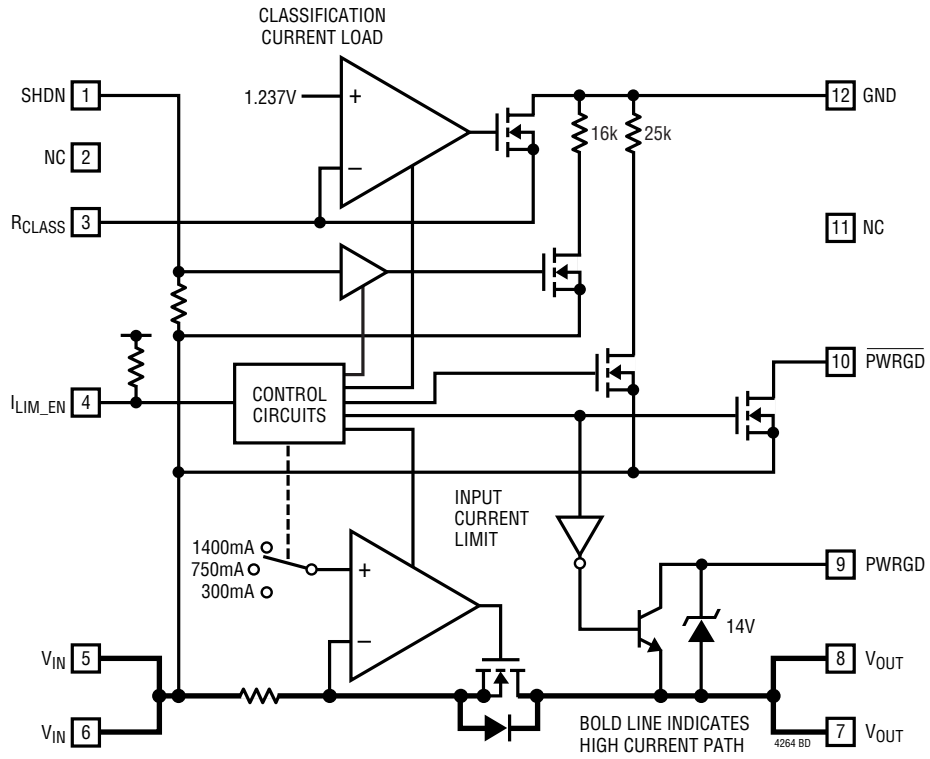 CLASSIFICATION
CURRENT LOAD
SHDN 1
1.237V
+
–
12 GND
16k
25k
NC 2
RCLASS 3
11 NC
10 PWRGD
ILIM_EN 4
CONTROL
CIRCUITS
INPUT
CURRENT
LIMIT
1400mA
750mA
300mA
+
–
9 PWRGD
14V
VIN 5
8 VOUT
VIN 6
BOLD LINE INDICATES
HIGH CURRENT PATH
4264 BD
7 VOUT